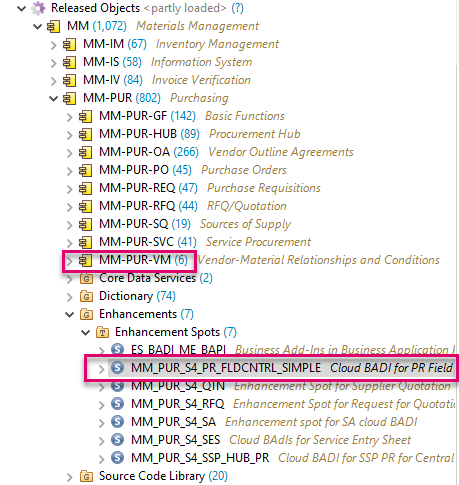 Released Objects <partly loaded> (?)
MM (1,072) Materials Management
MM-IM (67) Inventory Management
MM-IS (58) Information System
MM-IV (84) Invoice Verification
MM-PUR (802) Purchasing
MM-PUR-GF (142) Basic Functions
MM-PUR-HUB (89) Procurement Hub
MM-PUR-OA (266) Vendor Outline Agreements
MM-PUR-PO (45) Purchase Orders
MM-PUR-REQ (47) Purchase Requisitions
MM-PUR-RFQ (44) RFQ/Quotation
MM-PUR-SQ (19) Sources of Supply
MM-PUR-SVC (41) Service Procurement
MM-PUR-VM (6) Vendor-Material Relationships and Conditions
Core Data Services (2)
Dictionary (74)
Enhancements (7)
Enhancement Spots (7)
ES_BADI_ME_BAPI Business Add-Ins in Business Application
MM_PUR_S4_PR_FLDCNTRL_SIMPLE Cloud BADI for PR Field
MM_PUR_S4_QTN Enhancement Spot for Supplier Quotation
MM_PUR_S4_RFQ Enhancement Spot for Request for Quotati
MM_PUR_S4_SA Enhancement spot for SA cloud BADI
MM_PUR_S4_SES Cloud BAdIs for Service Entry Sheet
MM_PUR_S4_SSP_HUB_PR Cloud BADI for SSP PR for Central
Source Code Library (20)